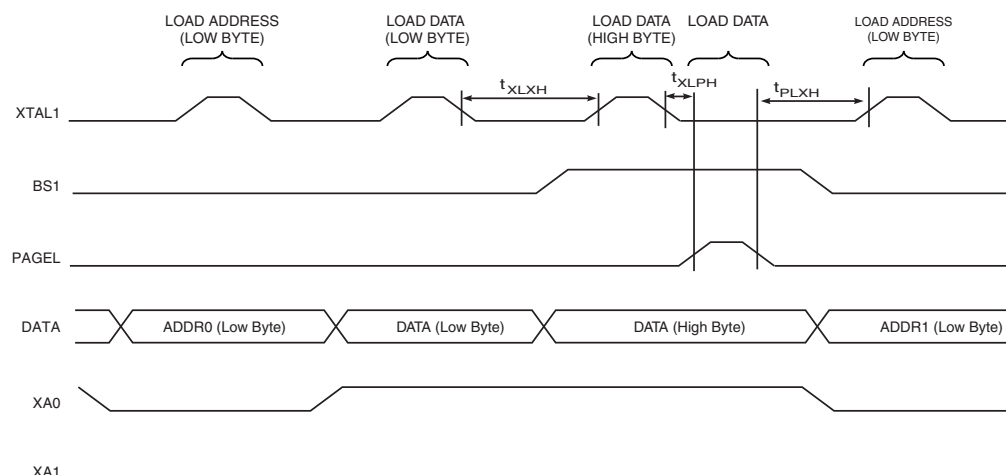 LOAD ADDRESS
(LOW BYTE)
LOAD DATA
(LOW BYTE)
LOAD DATA
(HIGH BYTE)
LOAD DATA
LOAD ADDRESS
(LOW BYTE)
tXLXH
tXLPH
tPLXH
XTAL1
BS1
PAGEL
DATA
ADDR0 (Low Byte)
DATA (Low Byte)
DATA (High Byte)
ADDR1 (Low Byte)
XA0
XA1